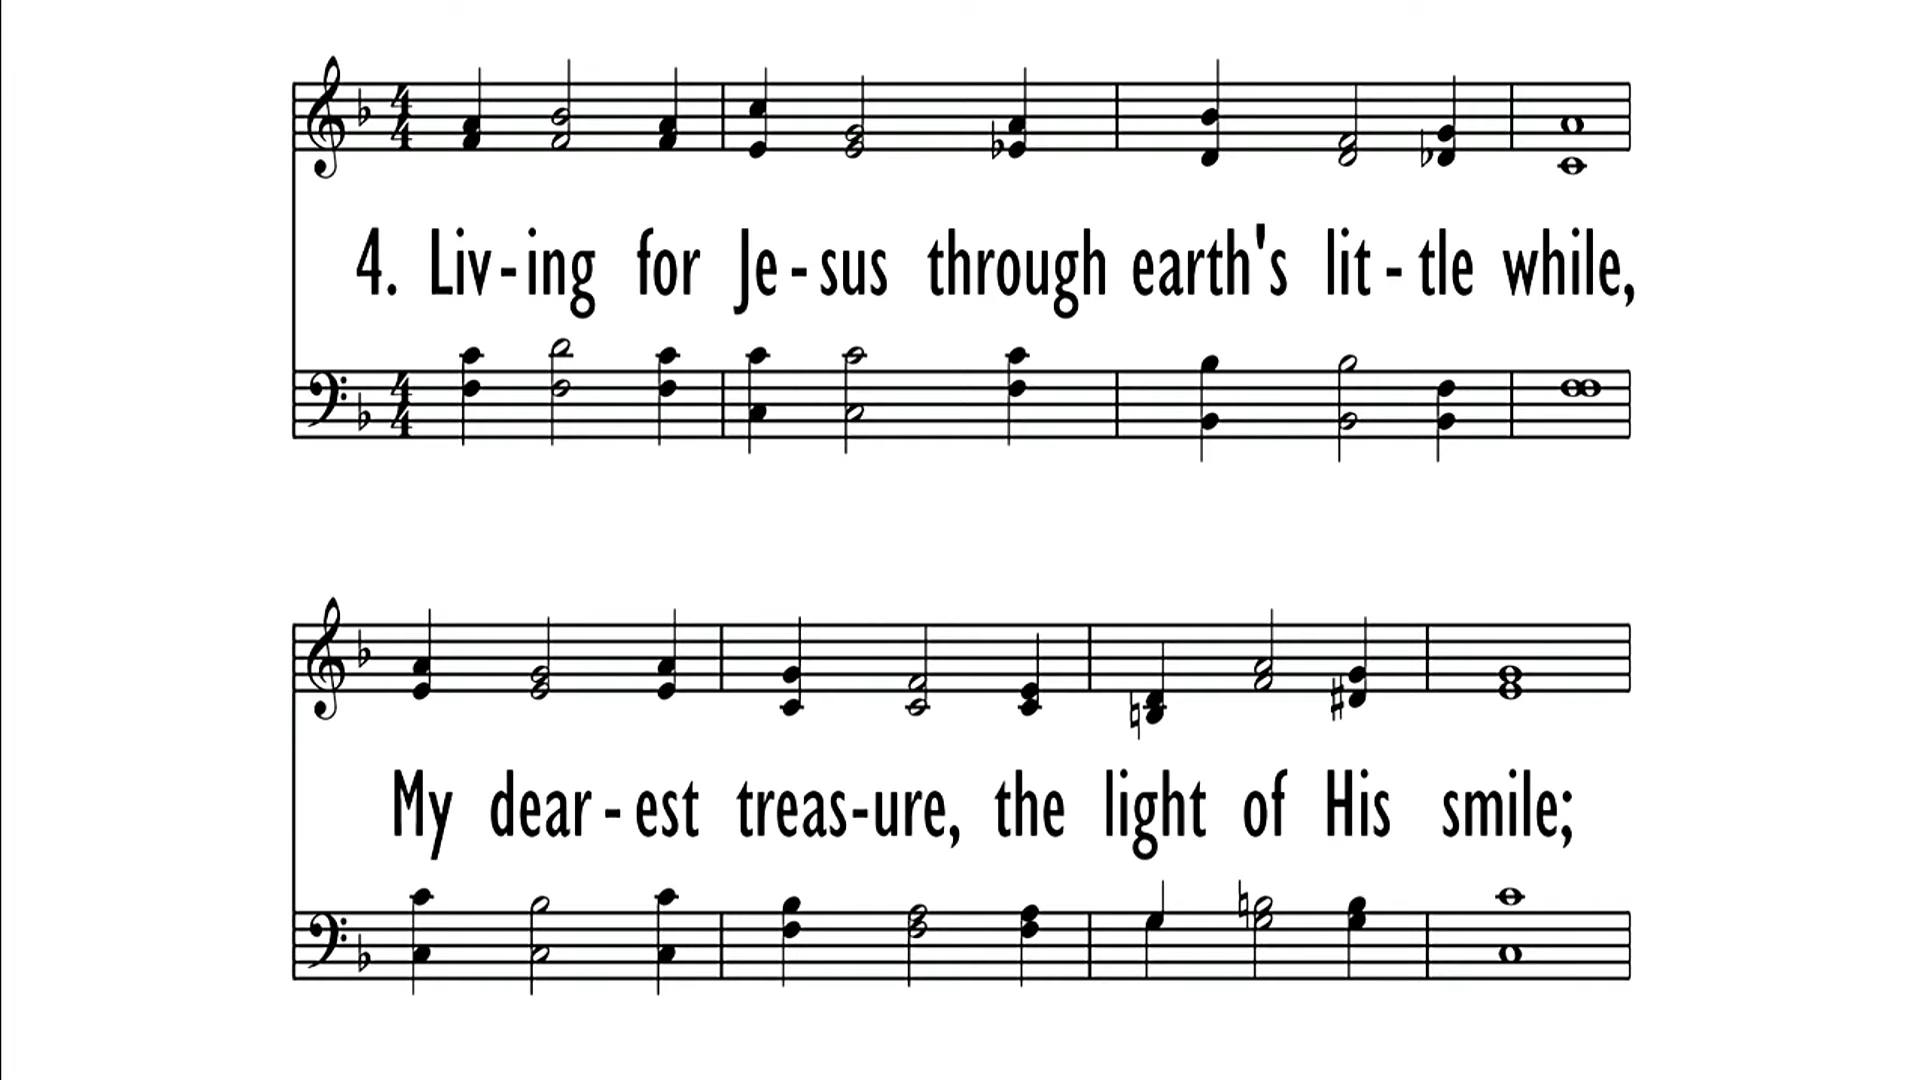 4. Liv-ing for Je-sus through earth's lit-tle while,
My dear-est treas-ure, the light of His smile;